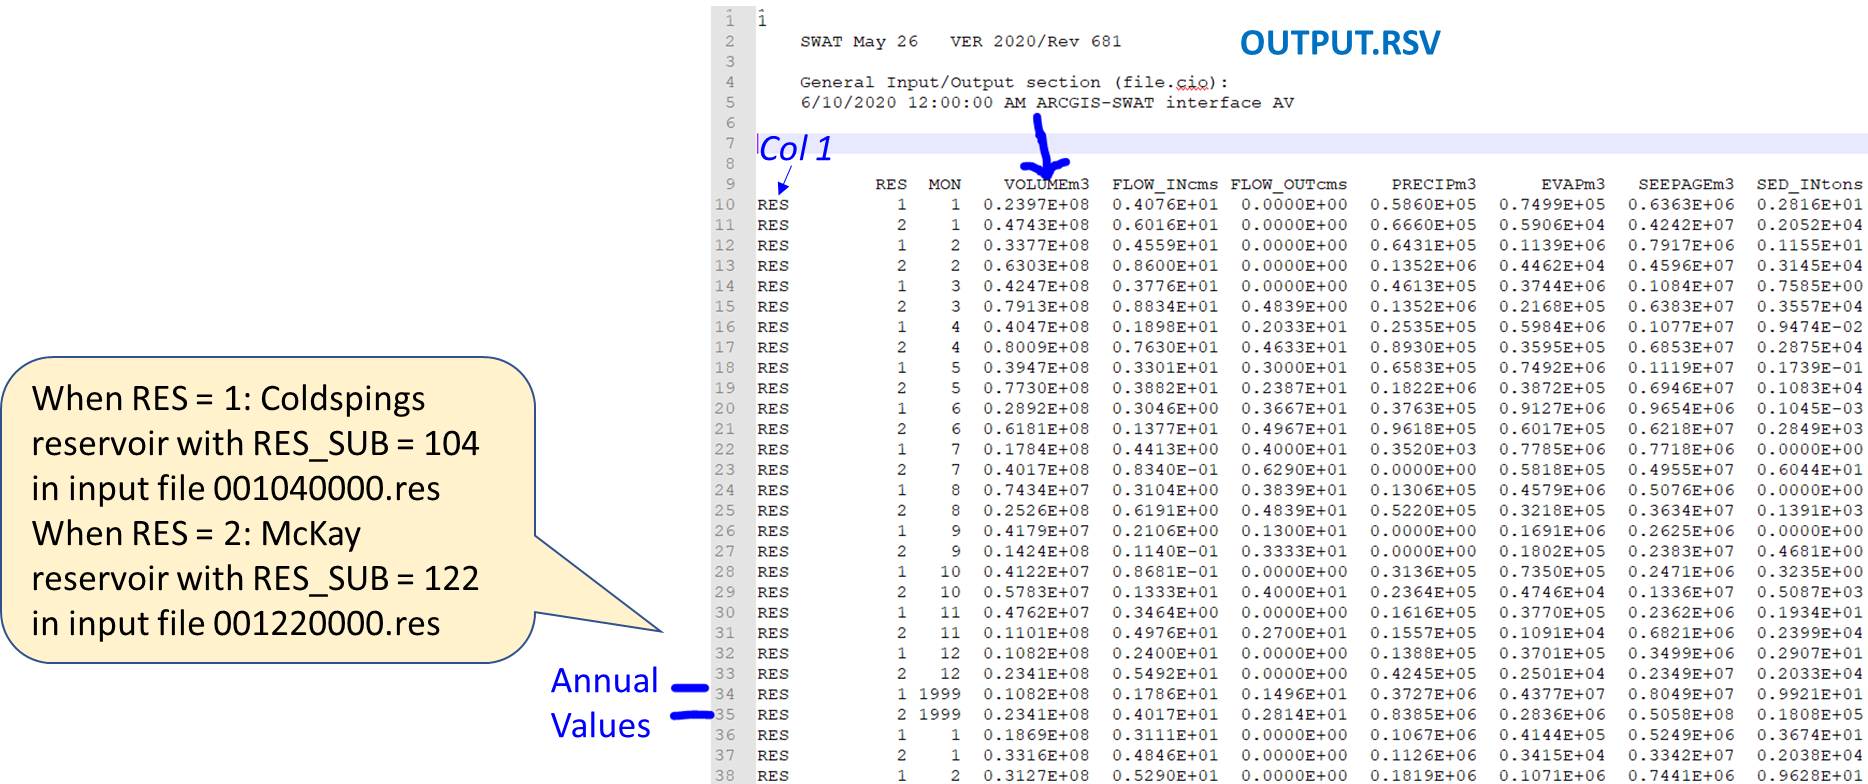 1 1
2 SWAT May 26 VER 2020/Rev 681
OUTPUT.RSV
3
4 General Input/Output section (file.cio):
5 6/10/2020 12:00:00 AM ARCGIS-SWAT interface AV
6
7
Col 1
8
9 RES MON VOLUMEm3 FLOW_INcms FLOW_OUTcms PRECIPm3 EVAPm3 SEEPAGEm3 SED_INtons
10 RES 1 1 0.2397E+08 0.4076E+01 0.0000E+00 0.5860E+05 0.7499E+05 0.6363E+06 0.2816E+01
11 RES 2 1 0.4743E+08 0.6016E+01 0.0000E+00 0.6660E+05 0.5906E+04 0.4242E+07 0.2052E+04
12 RES 1 2 0.3377E+08 0.4559E+01 0.0000E+00 0.6431E+05 0.1139E+06 0.7917E+06 0.1155E+01
13 RES 2 2 0.6303E+08 0.8600E+01 0.0000E+00 0.1352E+06 0.4462E+04 0.4596E+07 0.3145E+04
14 RES 1 3 0.4247E+08 0.3776E+01 0.0000E+00 0.4613E+05 0.3744E+06 0.1084E+07 0.7585E+00
15 RES 2 3 0.7913E+08 0.8834E+01 0.4839E+00 0.1352E+06 0.2168E+05 0.6383E+07 0.3557E+04
16 RES 1 4 0.4047E+08 0.1898E+01 0.2033E+01 0.2535E+05 0.5984E+06 0.1077E+07 0.9474E-02
17 RES 2 4 0.8009E+08 0.7630E+01 0.4633E+01 0.8930E+05 0.3595E+05 0.6853E+07 0.2875E+04
18 RES 1 5 0.3947E+08 0.3301E+01 0.3000E+01 0.6583E+05 0.7492E+06 0.1119E+07 0.1739E-01
19 RES 2 5 0.7730E+08 0.3882E+01 0.2387E+01 0.1822E+06 0.3872E+05 0.6946E+07 0.1083E+04
20 RES 1 6 0.2892E+08 0.3046E+00 0.3667E+01 0.3763E+05 0.9127E+06 0.9654E+06 0.1045E-03
21 RES 2 6 0.6181E+08 0.1377E+01 0.4967E+01 0.9618E+05 0.6017E+05 0.6218E+07 0.2849E+03
22 RES 1 7 0.1784E+08 0.4413E+00 0.4000E+01 0.3520E+03 0.7785E+06 0.7718E+06 0.0000E+00
23 RES 2 7 0.4017E+08 0.8340E-01 0.6290E+01 0.0000E+00 0.5818E+05 0.4955E+07 0.6044E+01
24 RES 1 8 0.7434E+07 0.3104E+00 0.3839E+01 0.1306E+05 0.4579E+06 0.5076E+06 0.0000E+00
25 RES 2 8 0.2526E+08 0.6191E+00 0.4839E+01 0.5220E+05 0.3218E+05 0.3634E+07 0.1391E+03
26 RES 1 9 0.4179E+07 0.2106E+00 0.1300E+01 0.0000E+00 0.1691E+06 0.2625E+06 0.0000E+00
27 RES 2 9 0.1424E+08 0.1140E-01 0.3333E+01 0.0000E+00 0.1802E+05 0.2383E+07 0.4681E+00
28 RES 1 10 0.4122E+07 0.8681E-01 0.0000E+00 0.3136E+05 0.7350E+05 0.2471E+06 0.3235E+00
29 RES 2 10 0.5783E+07 0.1333E+01 0.4000E+01 0.2364E+05 0.4746E+04 0.1336E+07 0.5087E+03
30 RES 1 11 0.4762E+07 0.3464E+00 0.0000E+00 0.1616E+05 0.3770E+05 0.2362E+06 0.1934E+01
31 RES 2 11 0.1101E+08 0.4976E+01 0.2700E+01 0.1557E+05 0.1091E+04 0.6821E+06 0.2399E+04
32 RES 1 12 0.1082E+08 0.2400E+01 0.0000E+00 0.1388E+05 0.3701E+05 0.3499E+06 0.2907E+01
33 RES 2 12 0.2341E+08 0.5492E+01 0.0000E+00 0.4245E+05 0.2501E+04 0.2349E+07 0.2033E+04
34 RES 1 1999 0.1082E+08 0.1786E+01 0.1496E+01 0.3727E+06 0.4377E+07 0.8049E+07 0.9921E+01
35 RES 2 1999 0.2341E+08 0.4017E+01 0.2814E+01 0.8385E+06 0.2836E+06 0.5058E+08 0.1808E+05
36 RES 1 1 0.1869E+08 0.3111E+01 0.0000E+00 0.1067E+06 0.4144E+05 0.5249E+06 0.3674E+01
37 RES 2 1 0.3316E+08 0.4846E+01 0.0000E+00 0.1126E+06 0.3415E+04 0.3342E+07 0.2038E+04
38 RES 1 2 0.3127E+08 0.5290E+01 0.0000E+00 0.1819E+06 0.1071E+06 0.7441E+06 0.9628E+00
When RES = 1: Coldspings
reservoir with RES_SUB = 104
in input file 001040000.res
When RES = 2: McKay
reservoir with RES_SUB = 122
in input file 001220000.res
Annual
Values